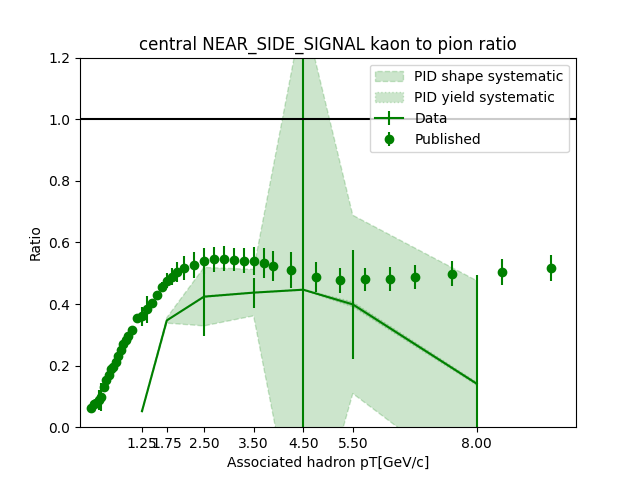 central NEAR_SIDE_SIGNAL kaon to pion ratio
PID shape systematic
PID yield systematic
Data
Published
Ratio
1.2
1.0
0.8
0.6
0.4
0.2
0.0
1.25 1.75 2.50 3.50 4.50 5.50 8.00
Associated hadron pT[GeV/c]